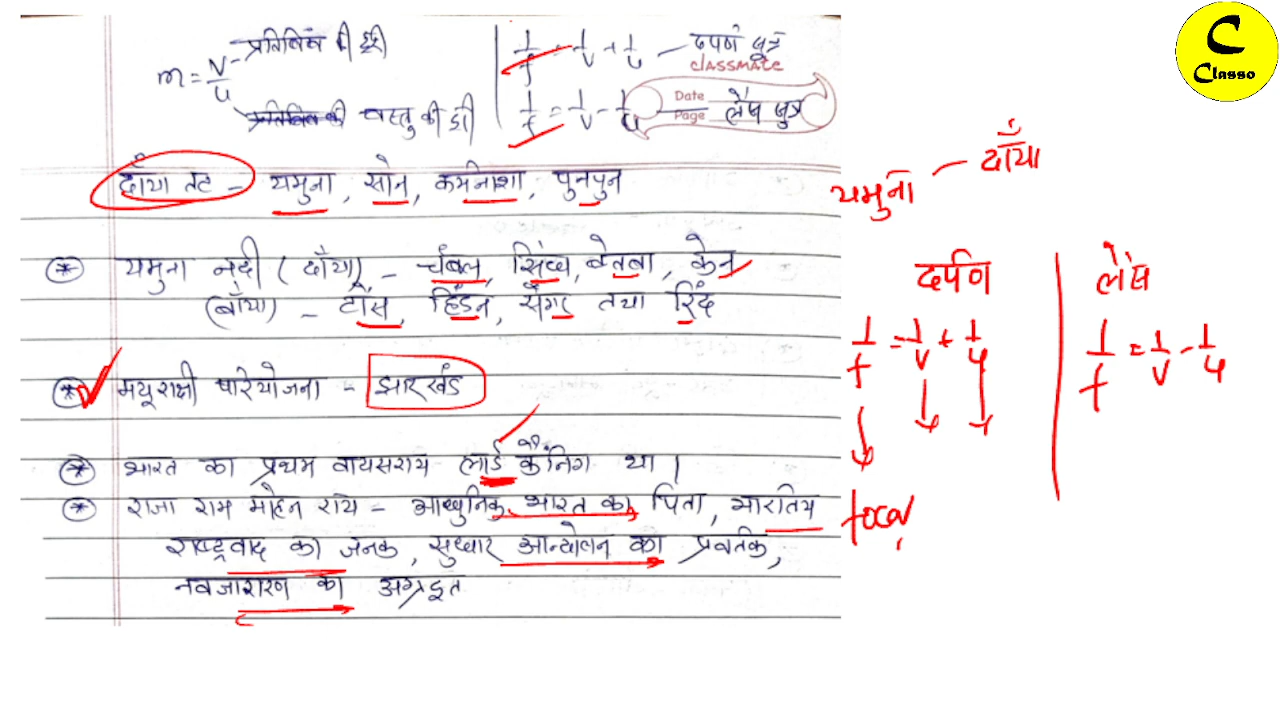 m = V/u प्रतिबिंब की दूरी
प्रतिबिंब की वस्तु की दूरी
1/f = 1/v + 1/u — दर्पण सूत्र
classmate
Date
1/f = 1/v - 1/u — लेंस सूत्र
Page
दाँया तट - यमुना, सोन, कर्मनाशा, पुनपुन
* यमुना नदी (दाँया) - चंबल, सिंध, बेतबा, केन
(बाँया) - टोंस, हिंडन, सेंगर तथा रिंद
* मयूराक्षी परियोजना - झारखंड
* भारत का प्रथम वायसराय लार्ड कैनिंग था।
कै
* राजा राम मोहन राय - आधुनिक भारत का पिता, भारतिय
राष्ट्रवाद का जनक, सुधार आन्दोलन का प्रवर्तक,
नवजागरण का अग्रदूत
C
Classo
यमुना — दाँया
दर्पण
लेंस
1/f = 1/v + 1/u
1/f = 1/v - 1/u